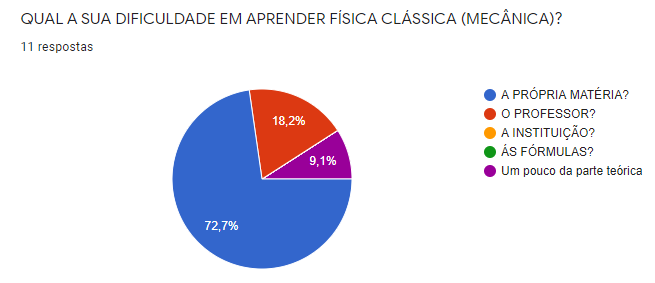 QUAL A SUA DIFICULDADE EM APRENDER FÍSICA CLÁSSICA (MECÂNICA)?
11 respostas
18,2%
9,1%
72,7%
A PRÓPRIA MATÉRIA?
O PROFESSOR?
A INSTITUIÇÃO?
ÁS FÓRMULAS?
Um pouco da parte teórica